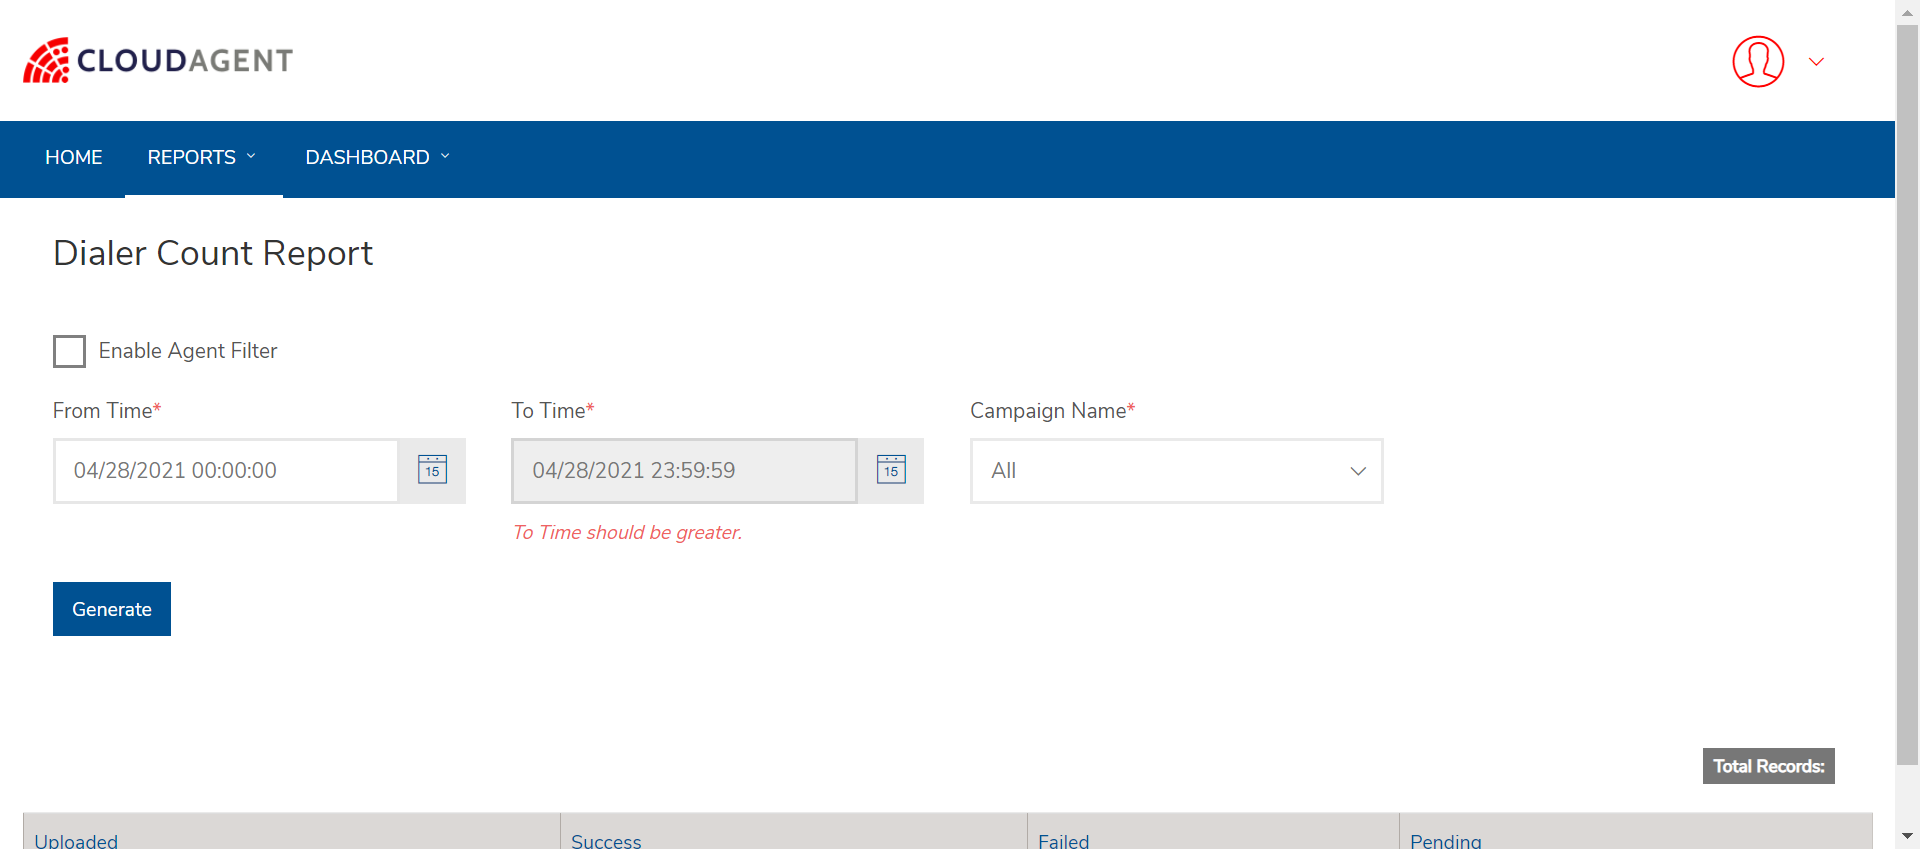 CLOUDAGENT
HOME REPORTS DASHBOARD
Dialer Count Report
Enable Agent Filter
From Time* To Time* Campaign Name*
04/28/2021 00:00:00 15 04/28/2021 23:59:59 15 All
To Time should be greater.
Generate
Total Records:
Uploaded Success Failed Pending